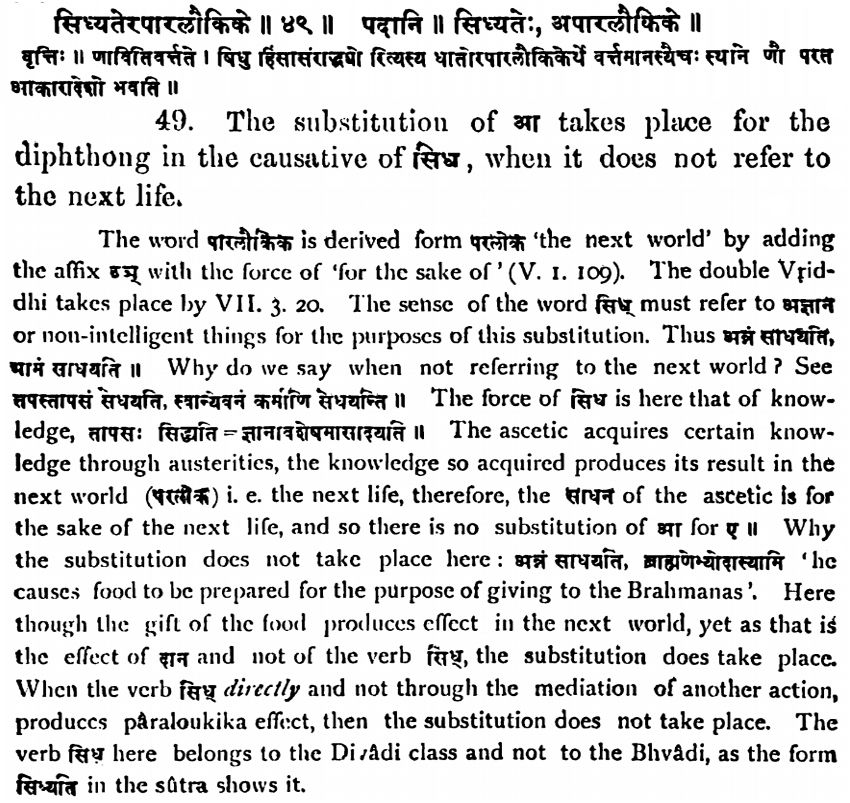 सिध्यतेरपारलौकिके ॥ ४९ ॥ पदानि ॥ सिध्यतेः, अपारलौकिके ॥
वृत्तिः ॥ णाविति वर्त्तते । षिधु हिंसासंराद्ध्यो रित्यस्य धातोरपारलौकिकेर्थे वर्त्तमानस्यैचः स्थाने णौ परत
आकारादेशो भवति ॥
49. The substitution of आ takes place for the
diphthong in the causative of सिध, when it does not refer to
the next life.
The word पारलौकिक is derived form परलोक 'the next world' by adding
the affix ठञ् with the force of 'for the sake of' (V. 1. 109). The double Vṛid-
dhi takes place by VII. 3. 20. The sense of the word सिध् must refer to अज्ञान
or non-intelligent things for the purposes of this substitution. Thus अन्नं साधयति,
ग्रामं साधयति ॥ Why do we say when not referring to the next world? See
तपस्तापसं सेधयति, स्वान्येवैनं कर्माणि सेधयन्ति ॥ The force of सिध is here that of know-
ledge, तापसः सिद्ध्यति = ज्ञानविशेषमासादयति ॥ The ascetic acquires certain know-
ledge through austerities, the knowledge so acquired produces its result in the
next world (परलोक) i. e. the next life, therefore, the साधन of the ascetic is for
the sake of the next life, and so there is no substitution of आ for ए ॥ Why
the substitution does not take place here : अन्नं साधयति, ब्राह्मणेभ्योदास्यामि 'he
causes food to be prepared for the purpose of giving to the Brahmanas'. Here
though the gift of the food produces effect in the next world, yet as that is
the effect of दान and not of the verb सिध्, the substitution does take place.
When the verb सिध् directly and not through the mediation of another action,
produces pâraloukika effect, then the substitution does not take place. The
verb सिध here belongs to the Divâdi class and not to the Bhvâdi, as the form
सिध्यति in the sûtra shows it.